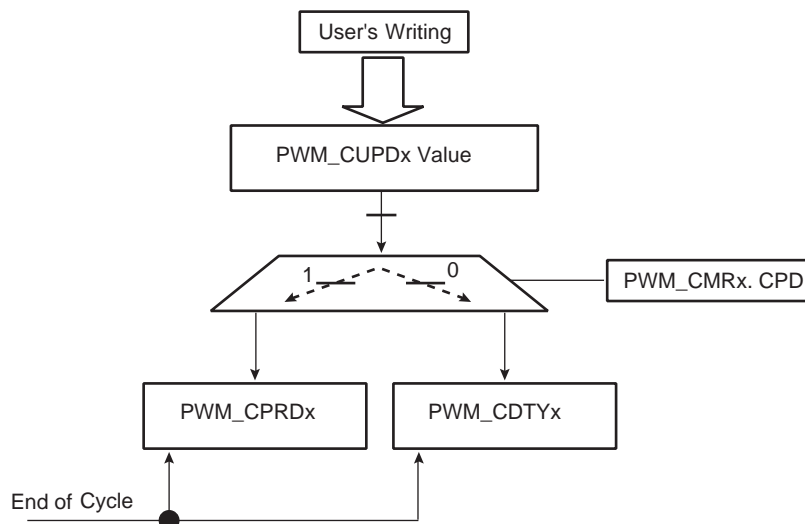 User's Writing
PWM_CUPDx Value
1
0
PWM_CMRx. CPD
PWM_CPRDx
PWM_CDTYx
End of Cycle